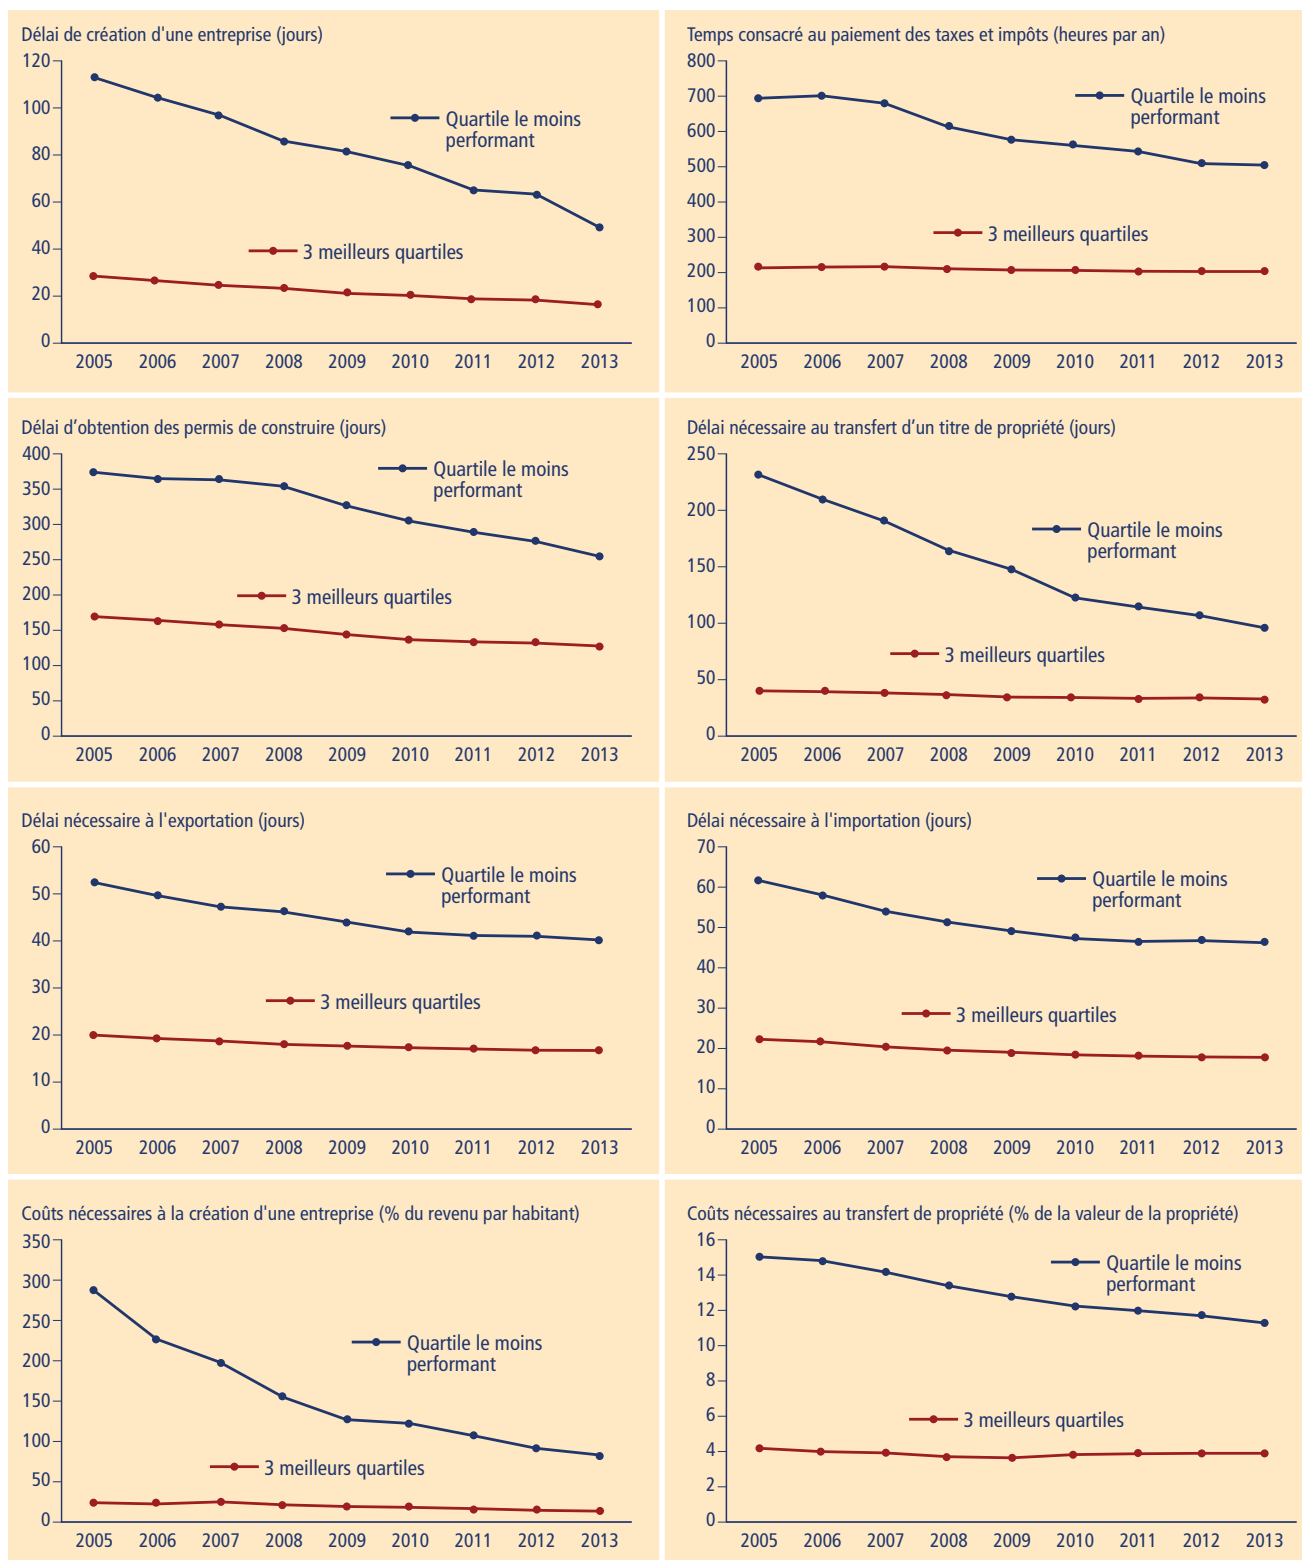 Délai de création d'une entreprise (jours)
120
100
80
60
40
20
0
Quartile le moins
performant
3 meilleurs quartiles
2005 2006 2007 2008 2009 2010 2011 2012 2013
Temps consacré au paiement des taxes et impôts (heures par an)
800
700
600
500
400
300
200
100
0
Quartile le moins
performant
3 meilleurs quartiles
2005 2006 2007 2008 2009 2010 2011 2012 2013
Délai d’obtention des permis de construire (jours)
400
350
300
250
200
150
100
50
0
Quartile le moins
performant
3 meilleurs quartiles
2005 2006 2007 2008 2009 2010 2011 2012 2013
Délai nécessaire au transfert d’un titre de propriété (jours)
250
200
150
100
50
0
Quartile le moins
performant
3 meilleurs quartiles
2005 2006 2007 2008 2009 2010 2011 2012 2013
Délai nécessaire à l'exportation (jours)
60
50
40
30
20
10
0
Quartile le moins
performant
3 meilleurs quartiles
2005 2006 2007 2008 2009 2010 2011 2012 2013
Délai nécessaire à l'importation (jours)
70
60
50
40
30
20
10
0
Quartile le moins
performant
3 meilleurs quartiles
2005 2006 2007 2008 2009 2010 2011 2012 2013
Coûts nécessaires à la création d'une entreprise (% du revenu par habitant)
350
300
250
200
150
100
50
0
Quartile le moins
performant
3 meilleurs quartiles
2005 2006 2007 2008 2009 2010 2011 2012 2013
Coûts nécessaires au transfert de propriété (% de la valeur de la propriété)
16
14
12
10
8
6
4
2
0
Quartile le moins
performant
3 meilleurs quartiles
2005 2006 2007 2008 2009 2010 2011 2012 2013